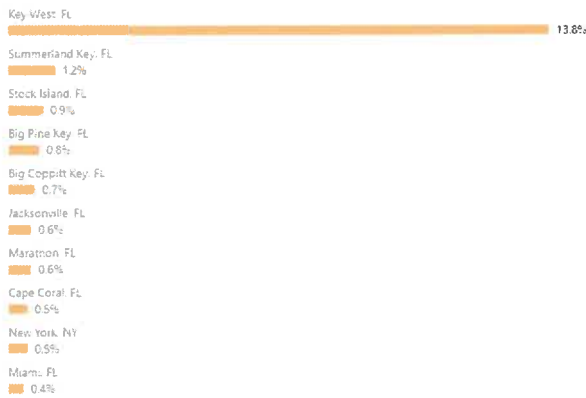 Key West, FL
13.8%
Summerland Key, FL
1.2%
Stock Island, FL
0.9%
Big Pine Key, FL
0.8%
Big Coppitt Key, FL
0.7%
Jacksonville, FL
0.6%
Marathon, FL
0.6%
Cape Coral, FL
0.5%
New York, NY
0.5%
Miami, FL
0.4%